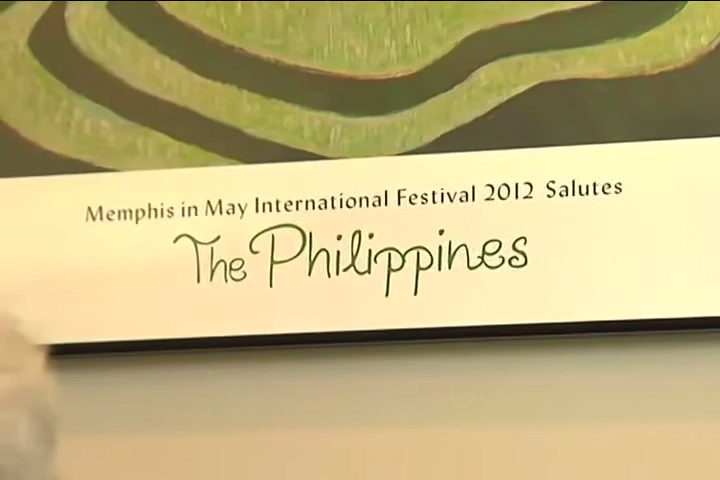 Memphis in May International Festival 2012 Salutes
The Philippines